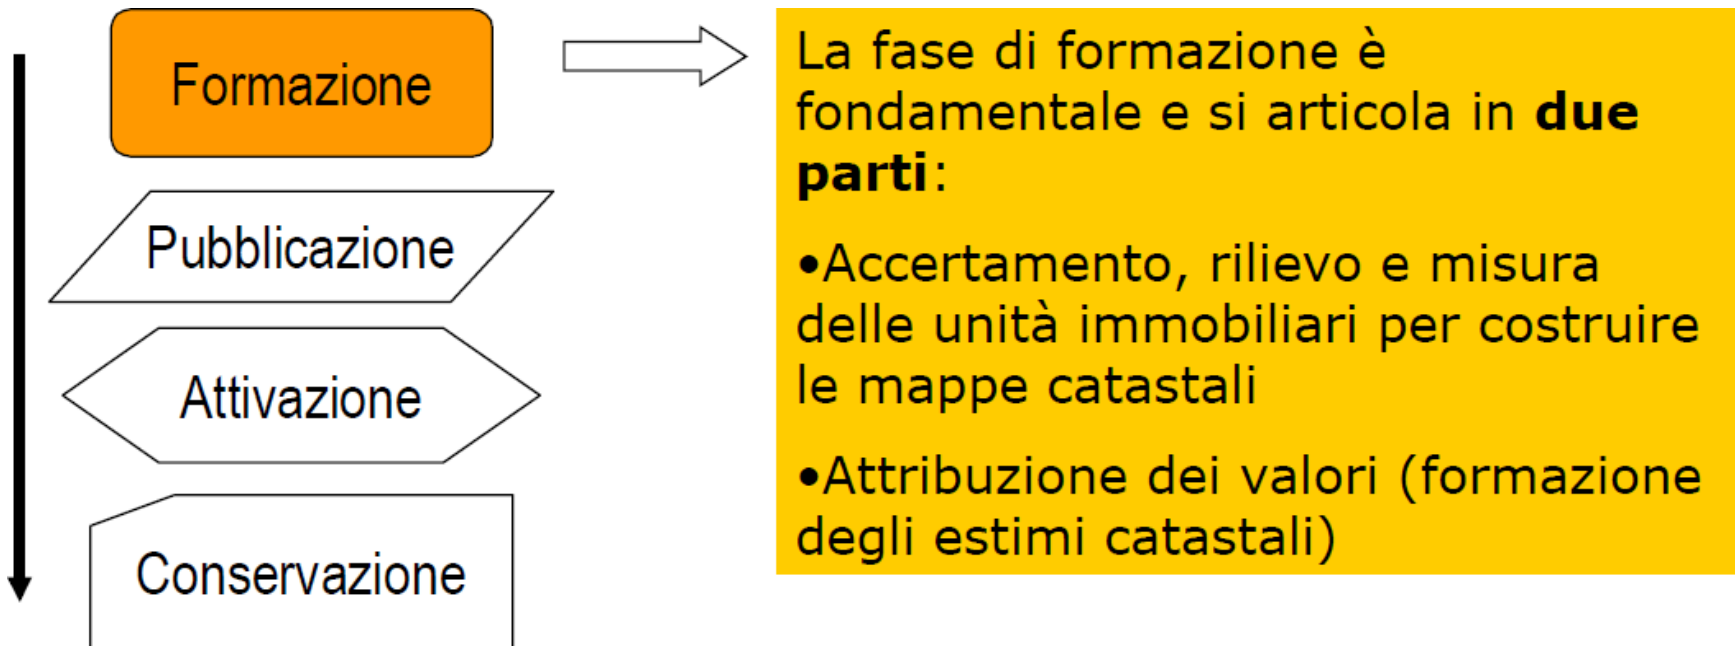 Formazione
Pubblicazione
Attivazione
Conservazione
La fase di formazione è
fondamentale e si articola in due
parti:
•Accertamento, rilievo e misura
delle unità immobiliari per costruire
le mappe catastali
•Attribuzione dei valori (formazione
degli estimi catastali)